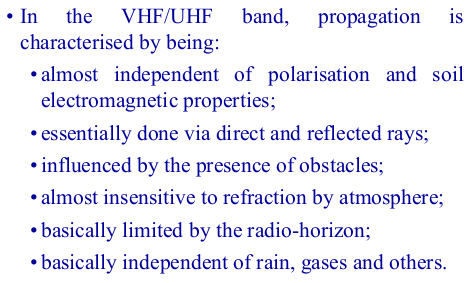 • In the VHF/UHF band, propagation is
characterised by being:
• almost independent of polarisation and soil
electromagnetic properties;
• essentially done via direct and reflected rays;
• influenced by the presence of obstacles;
• almost insensitive to refraction by atmosphere;
• basically limited by the radio-horizon;
• basically independent of rain, gases and others.